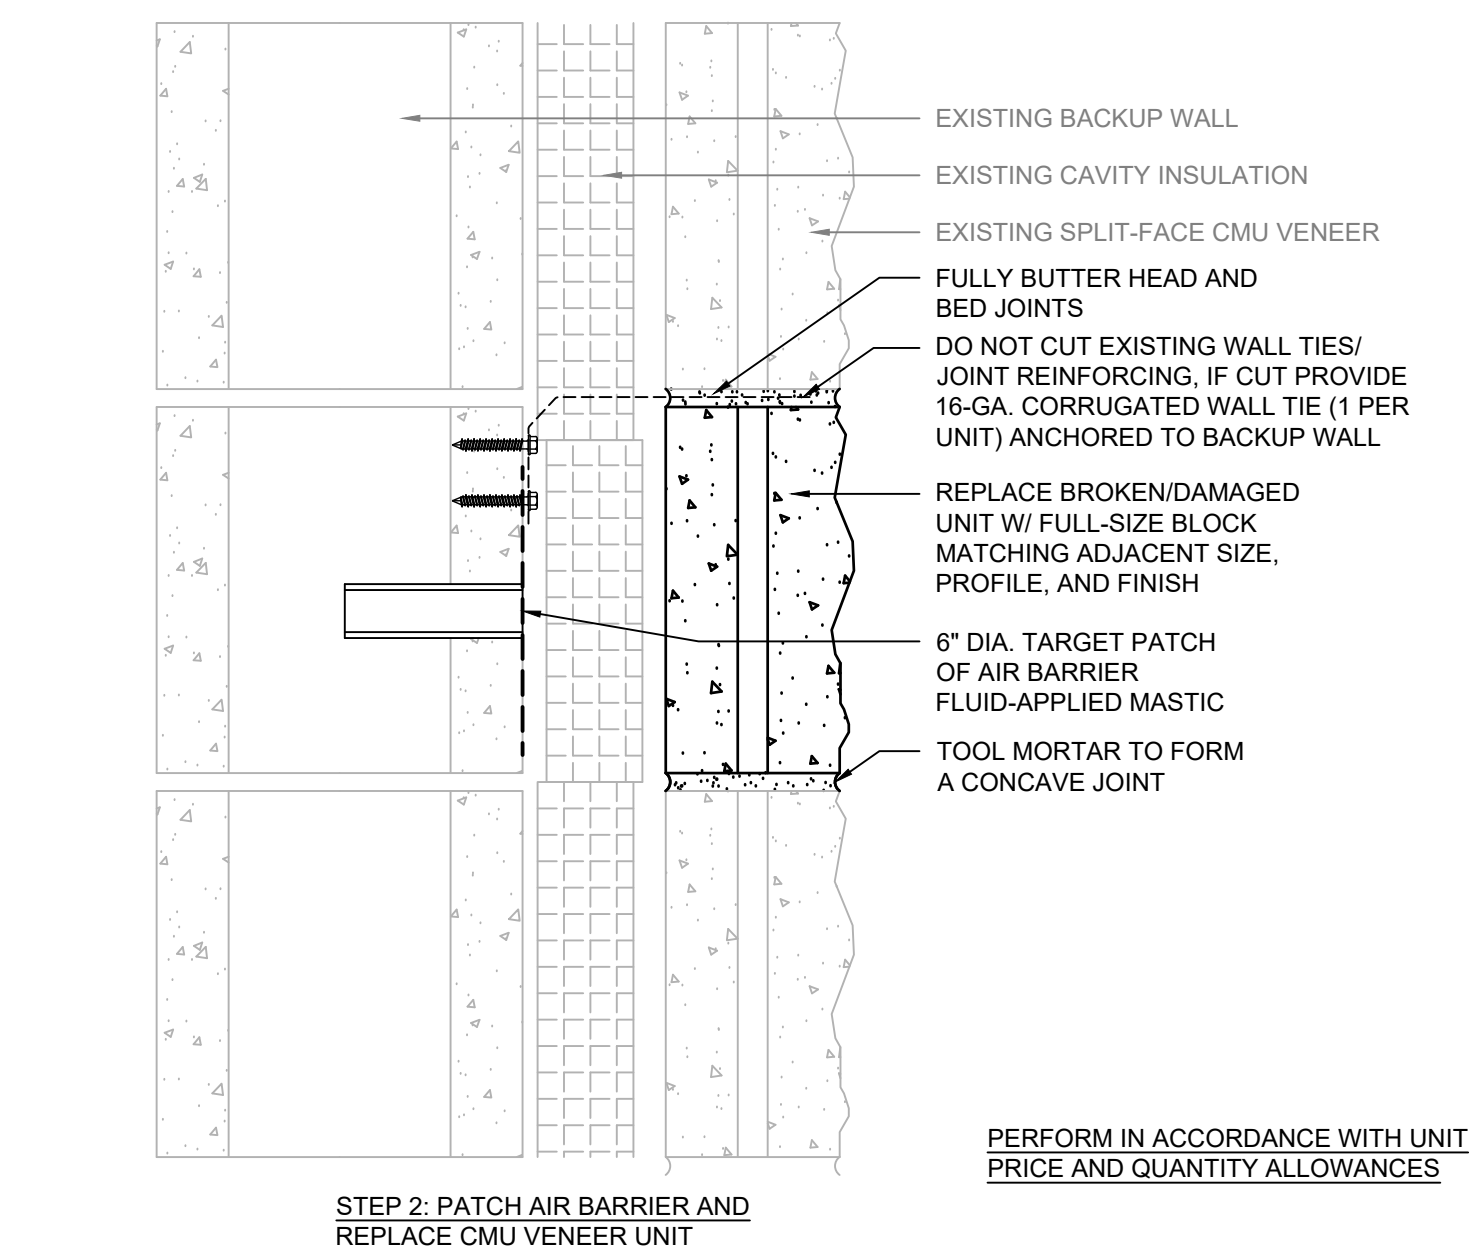 EXISTING BACKUP WALL
EXISTING CAVITY INSULATION
EXISTING SPLIT-FACE CMU VENEER
FULLY BUTTER HEAD AND
BED JOINTS
DO NOT CUT EXISTING WALL TIES/
JOINT REINFORCING, IF CUT PROVIDE
16-GA. CORRUGATED WALL TIE (1 PER
UNIT) ANCHORED TO BACKUP WALL
REPLACE BROKEN/DAMAGED
UNIT W/ FULL-SIZE BLOCK
MATCHING ADJACENT SIZE,
PROFILE, AND FINISH
6" DIA. TARGET PATCH
OF AIR BARRIER
FLUID-APPLIED MASTIC
TOOL MORTAR TO FORM
A CONCAVE JOINT
PERFORM IN ACCORDANCE WITH UNIT
PRICE AND QUANTITY ALLOWANCES
STEP 2: PATCH AIR BARRIER AND
REPLACE CMU VENEER UNIT